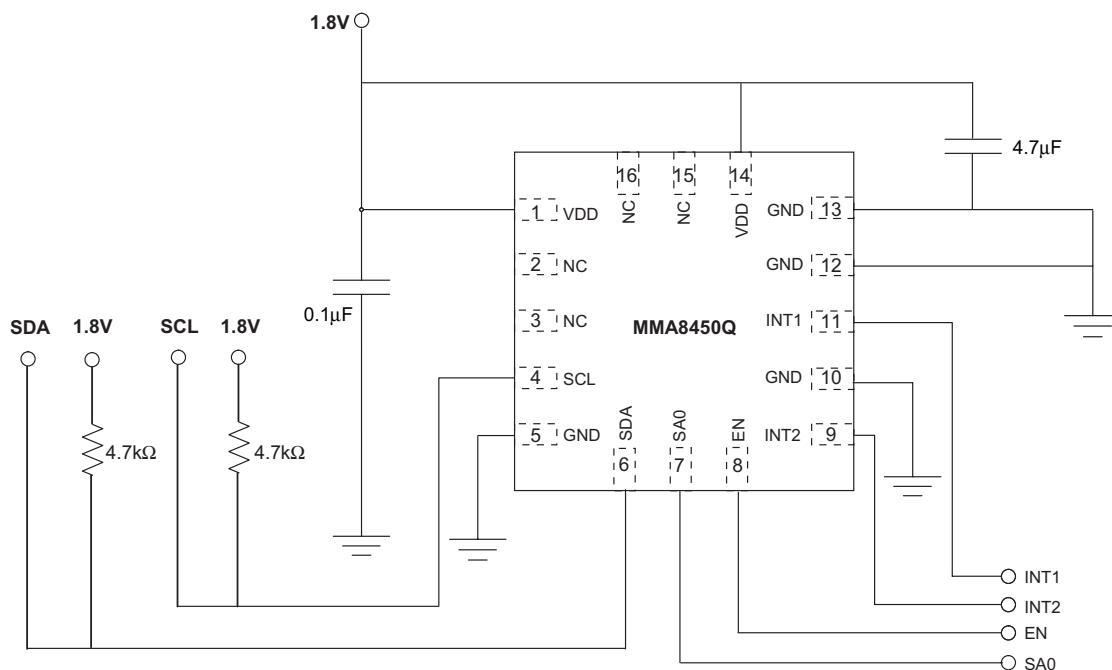 1.8V
4.7μF
16 15 14
NC NC VDD
1 VDD
GND 13
2 NC
GND 12
0.1μF
SDA 1.8V SCL 1.8V
3 NC
MMA8450Q
INT1 11
4 SCL
GND 10
5 GND
SDA SA0 EN
INT2 9
4.7kΩ 4.7kΩ
6 7 8
INT1
INT2
EN
SA0